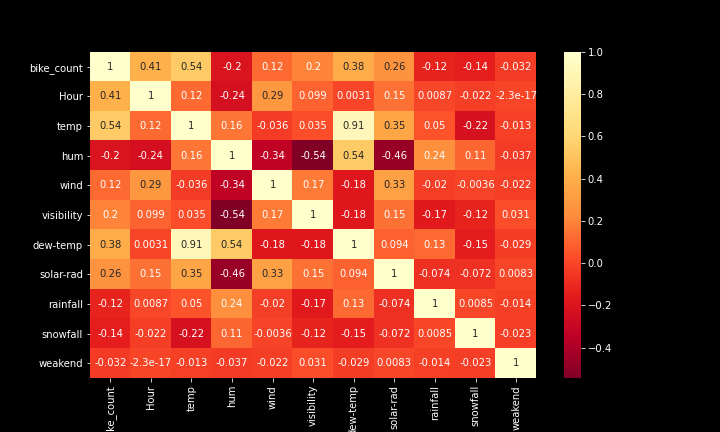 bike_count 1 0.41 0.54 -0.2 0.12 0.2 0.38 0.26 -0.12 -0.14 -0.032
Hour 0.41 1 0.12 -0.24 0.29 0.099 0.0031 0.15 0.0087 -0.022 -2.3e-17
temp 0.54 0.12 1 0.16 -0.036 0.035 0.91 0.35 0.05 -0.22 -0.013
hum -0.2 -0.24 0.16 1 -0.34 -0.54 0.54 -0.46 0.24 0.11 -0.037
wind 0.12 0.29 -0.036 -0.34 1 0.17 -0.18 0.33 -0.02 -0.0036 -0.022
visibility 0.2 0.099 0.035 -0.54 0.17 1 -0.18 0.15 -0.17 -0.12 0.031
dew-temp 0.38 0.0031 0.91 0.54 -0.18 -0.18 1 0.094 0.13 -0.15 -0.029
solar-rad 0.26 0.15 0.35 -0.46 0.33 0.15 0.094 1 -0.074 -0.072 0.0083
rainfall -0.12 0.0087 0.05 0.24 -0.02 -0.17 0.13 -0.074 1 0.0085 -0.014
snowfall -0.14 -0.022 -0.22 0.11 -0.0036 -0.12 -0.15 -0.072 0.0085 1 -0.023
weakend -0.032 -2.3e-17 -0.013 -0.037 -0.022 0.031 -0.029 0.0083 -0.014 -0.023 1
ke_count Hour temp hum wind visibility dew-temp solar-rad rainfall snowfall weakend
1.0
0.8
0.6
0.4
0.2
0.0
−0.2
−0.4